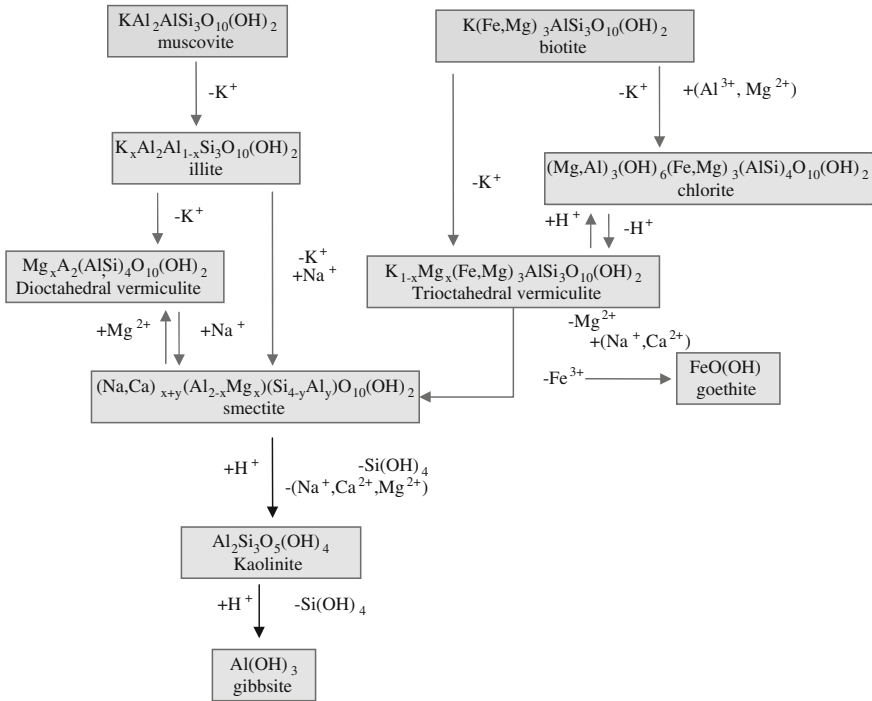 KAl₂AlSi₃O₁₀(OH)₂
muscovite
K(Fe,Mg)₃AlSi₃O₁₀(OH)₂
biotite
-K⁺
-K⁺ +(Al³⁺, Mg²⁺)
KₓAl₂Al₁₋ₓSi₃O₁₀(OH)₂
illite
(Mg,Al)₃(OH)₆(Fe,Mg)₃(AlSi)₄O₁₀(OH)₂
chlorite
-K⁺
-K⁺
+H⁺ -H⁺
-K⁺
+Na⁺
MgₓA₂(Al,Si)₄O₁₀(OH)₂
Dioctahedral vermiculite
K₁₋ₓMgₓ(Fe,Mg)₃AlSi₃O₁₀(OH)₂
Trioctahedral vermiculite
+Mg²⁺ +Na⁺
-Mg²⁺
+(Na⁺,Ca²⁺)
(Na,Ca)ₓ₊y(Al₂₋ₓMgₓ)(Si₄₋yAly)O₁₀(OH)₂
smectite
-Fe³⁺
FeO(OH)
goethite
+H⁺ -Si(OH)₄
-(Na⁺,Ca²⁺,Mg²⁺)
Al₂Si₃O₅(OH)₄
Kaolinite
+H⁺ -Si(OH)₄
Al(OH)₃
gibbsite